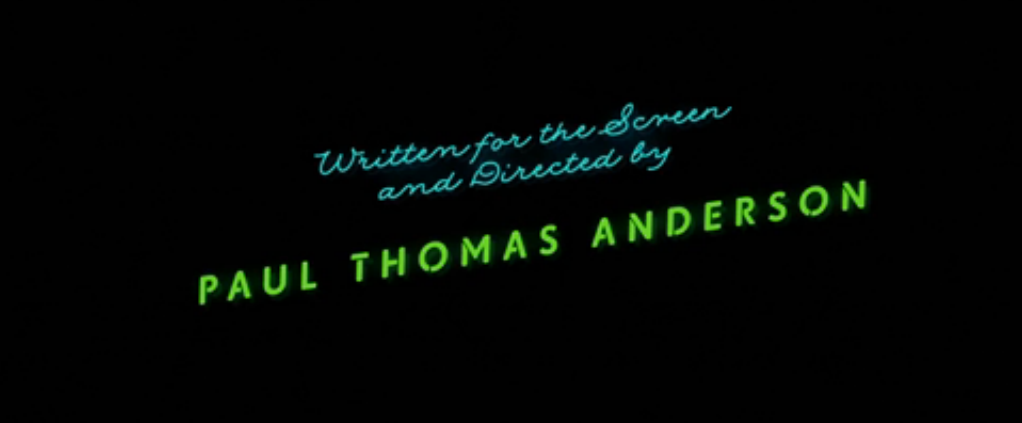 Written for the Screen
and Directed by
PAUL THOMAS ANDERSON